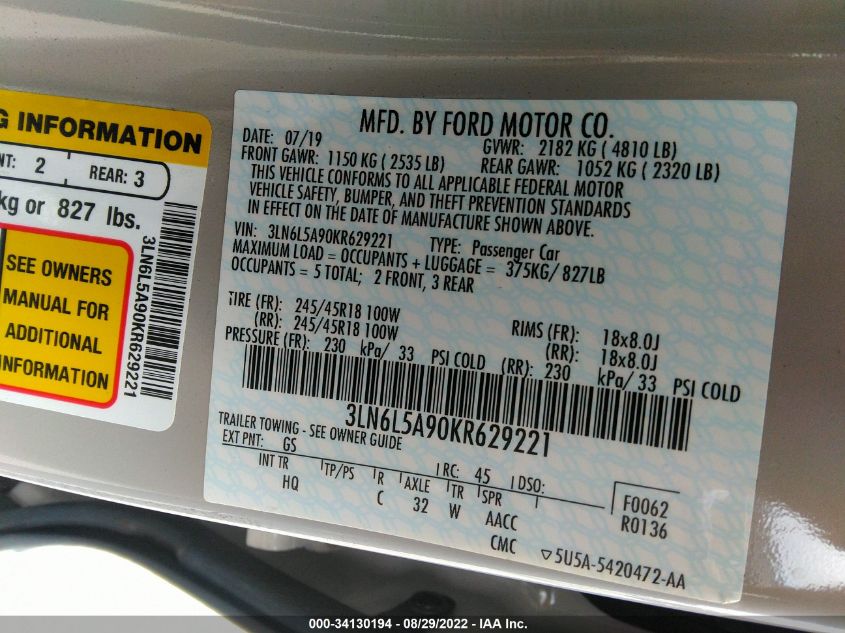 G INFORMATION
NT: 2
REAR: 3
kg or 827 lbs.
SEE OWNERS
MANUAL FOR
ADDITIONAL
INFORMATION
3LN6L5A90KR629221
MFD. BY FORD MOTOR CO.
DATE: 07/19 GVWR: 2182 KG ( 4810 LB)
FRONT GAWR: 1150 KG ( 2535 LB) REAR GAWR: 1052 KG ( 2320 LB)
THIS VEHICLE CONFORMS TO ALL APPLICABLE FEDERAL MOTOR
VEHICLE SAFETY, BUMPER, AND THEFT PREVENTION STANDARDS
IN EFFECT ON THE DATE OF MANUFACTURE SHOWN ABOVE.
VIN: 3LN6L5A90KR629221 TYPE: Passenger Car
MAXIMUM LOAD = OCCUPANTS + LUGGAGE = 375KG/827LB
OCCUPANTS = 5 TOTAL; 2 FRONT, 3 REAR
TIRE (FR): 245/45R18 100W RIMS (FR): 18x8.0J
(RR): 245/45R18 100W (RR): 18x8.0J
PRESSURE (FR): 230 kPa/ 33 PSI COLD (RR): 230 kPa/33 PSI COLD
3LN6L5A90KR629221
TRAILER TOWING - SEE OWNER GUIDE
EXT PNT: GS RC: 45 DSO:
INT TR TP/PS R AXLE TR SPR F0062
HQ C 32 W AACC R0136
CMC ▽5U5A-5420472-AA
000-34130194 - 08/29/2022 - IAA Inc.